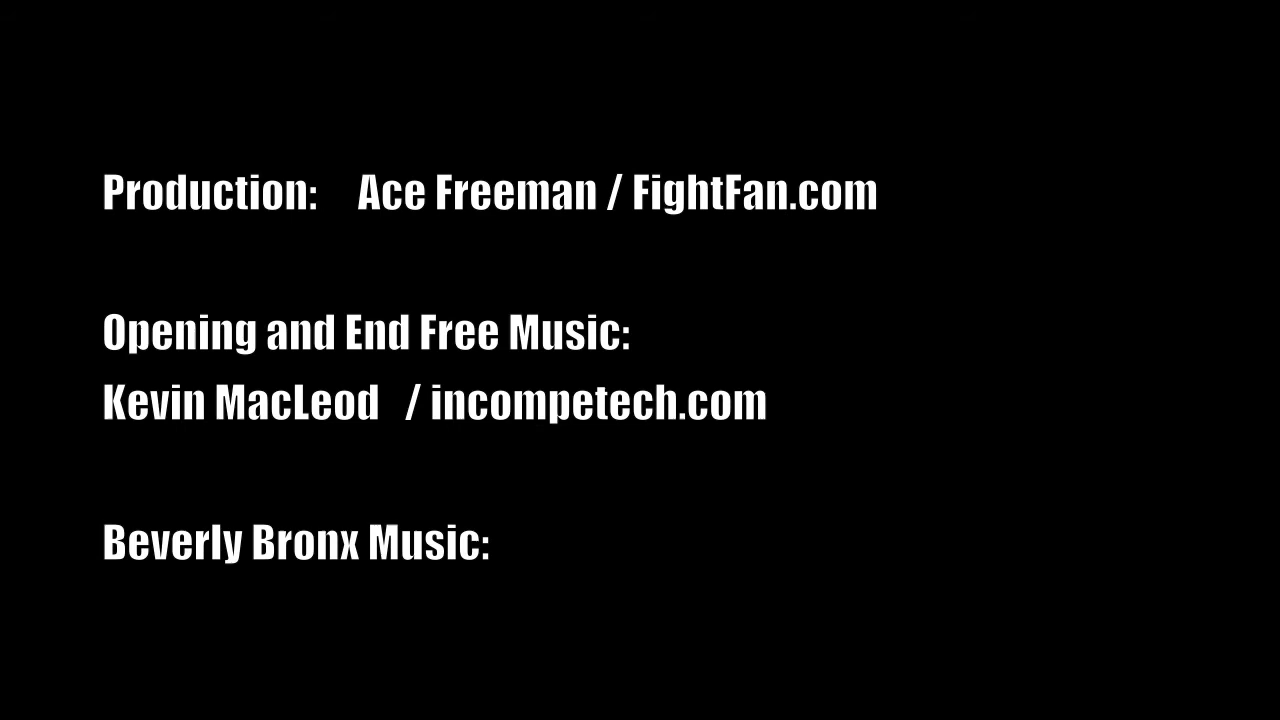 Production: Ace Freeman / FightFan.com
Opening and End Free Music:
Kevin MacLeod / incompetech.com
Beverly Bronx Music: